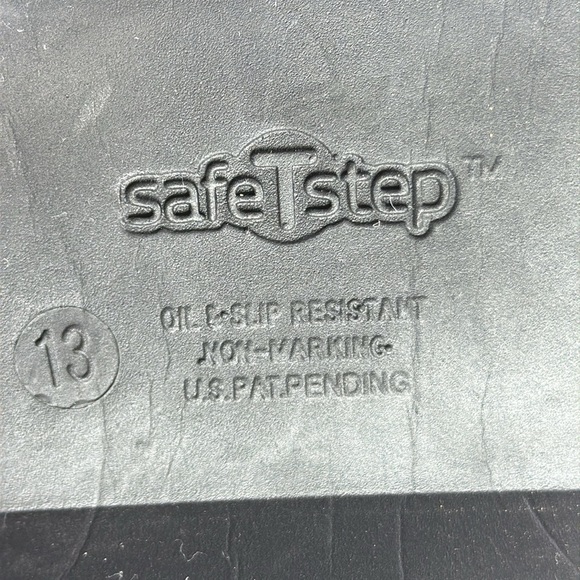 safeTstep™
13
OIL & SLIP RESISTANT
NON-MARKING
U.S. PAT. PENDING